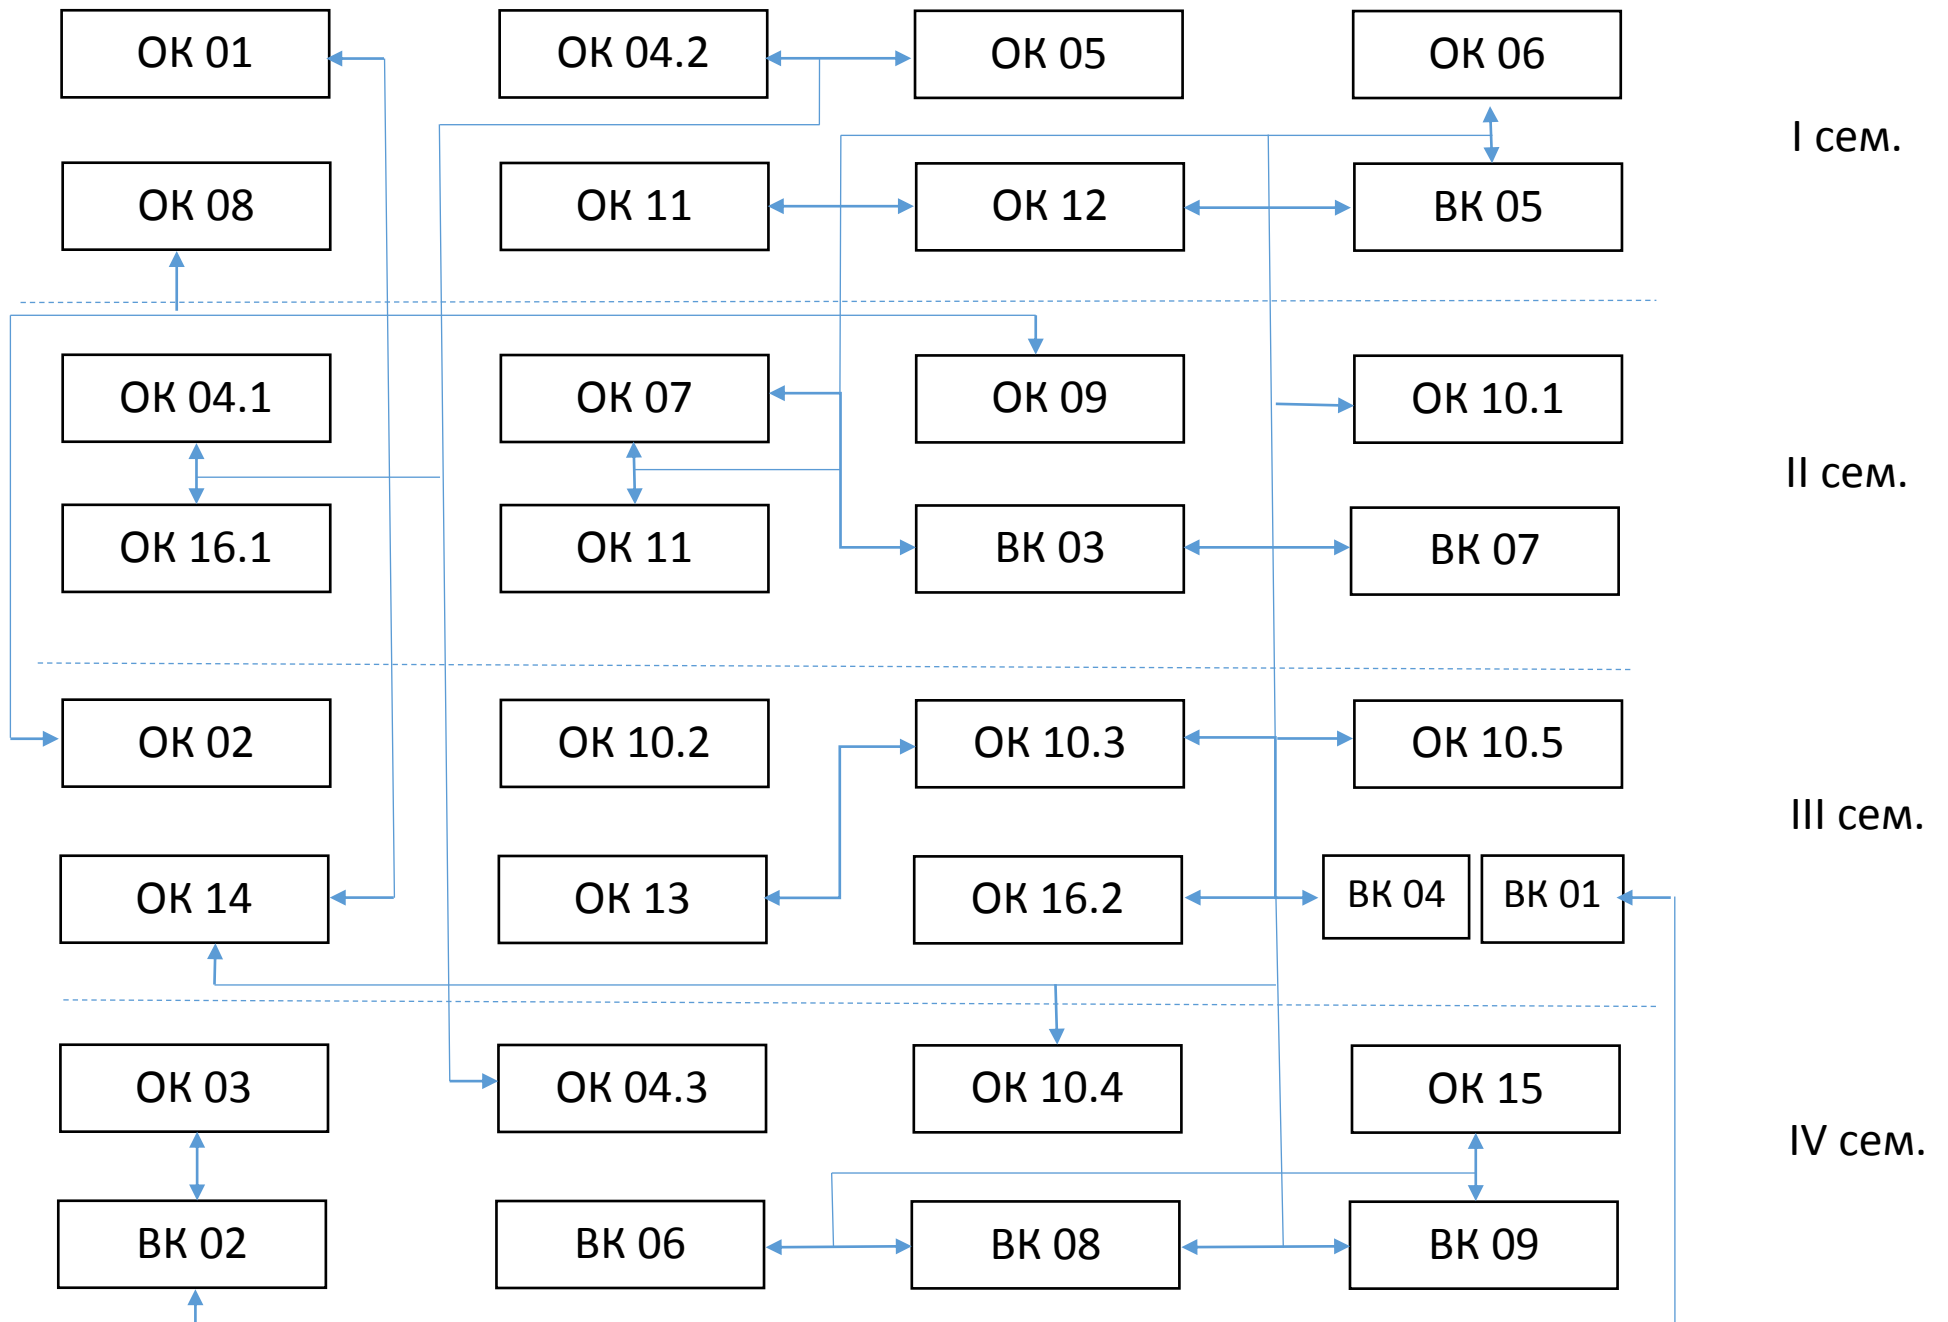 ОК 01
ОК 04.2
ОК 05
ОК 06
I сем.
ОК 08
ОК 11
ОК 12
ВК 05
ОК 04.1
ОК 07
ОК 09
ОК 10.1
II сем.
ОК 16.1
ОК 11
ВК 03
ВК 07
ОК 02
ОК 10.2
ОК 10.3
ОК 10.5
III сем.
ОК 14
ОК 13
ОК 16.2
ВК 04
ВК 01
ОК 03
ОК 04.3
ОК 10.4
ОК 15
IV сем.
ВК 02
ВК 06
ВК 08
ВК 09